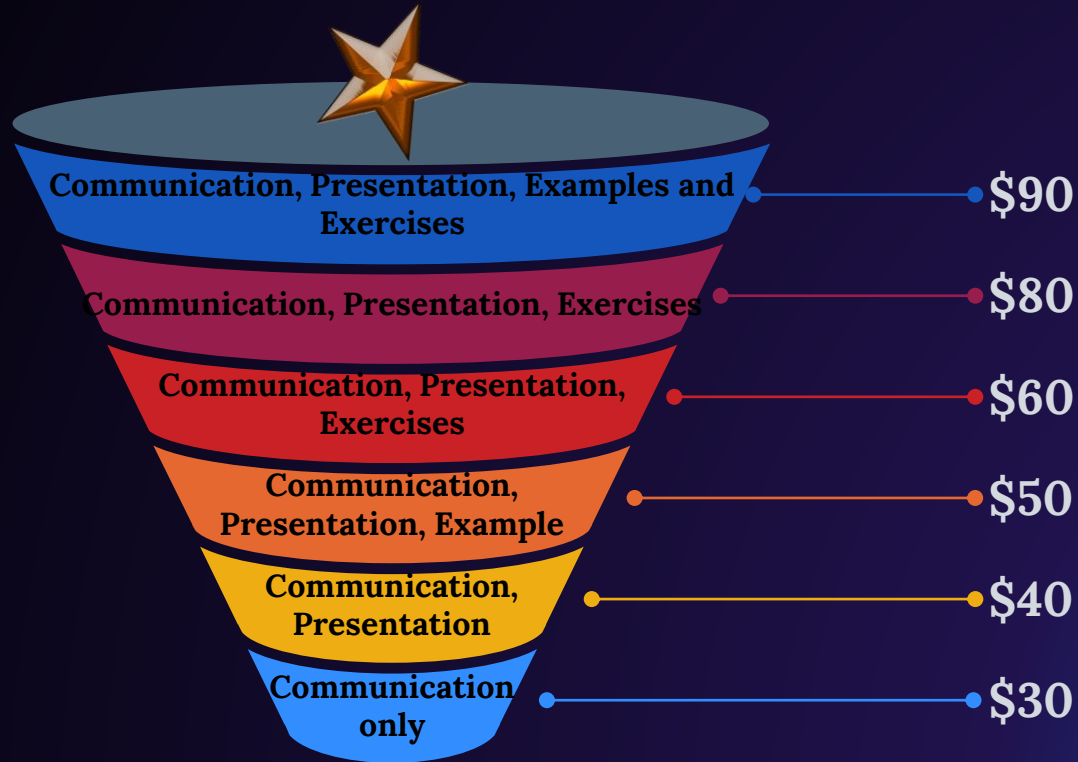 Communication, Presentation, Examples and
Exercises
$90
Communication, Presentation, Exercises
$80
Communication, Presentation,
Exercises
$60
Communication,
Presentation, Example
$50
Communication,
Presentation
$40
Communication
only
$30